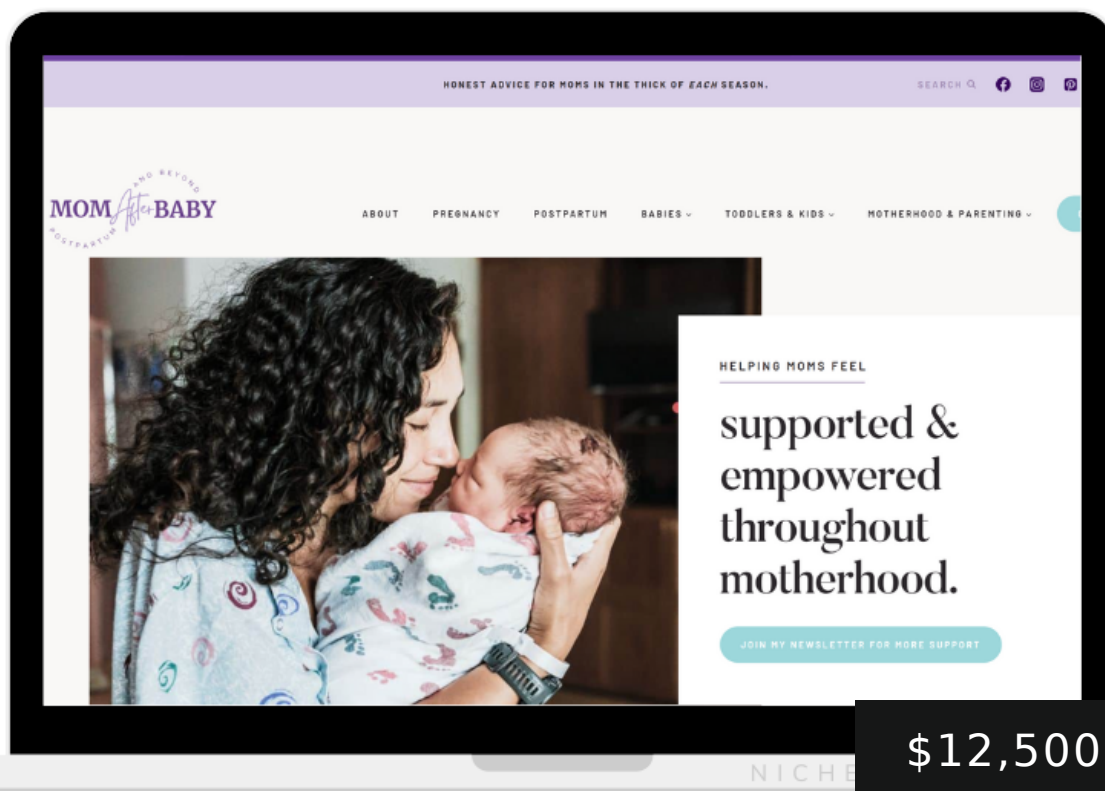 HONEST ADVICE FOR MOMS IN THE THICK OF EACH SEASON.
SEARCH
AND BEYOND
MOM After BABY
POSTPARTUM
ABOUT
PREGNANCY
POSTPARTUM
BABIES
TODDLERS & KIDS
MOTHERHOOD & PARENTING
HELPING MOMS FEEL
supported &
empowered
throughout
motherhood.
JOIN MY NEWSLETTER FOR MORE SUPPORT
$12,500
NICHE